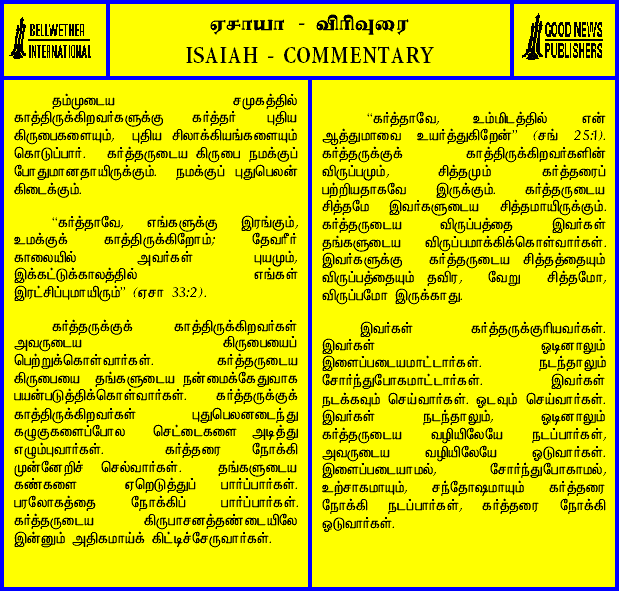 BELLWETHER
INTERNATIONAL
ஏசாயா - விரிவுரை
ISAIAH - COMMENTARY
GOOD NEWS
PUBLISHERS
தம்முடைய சமுகத்தில்
காத்திருக்கிறவர்களுக்கு கர்த்தர் புதிய
கிருபைகளையும், புதிய சிலாக்கியங்களையும்
கொடுப்பார். கர்த்தருடைய கிருபை நமக்குப்
போதுமானதாயிருக்கும். நமக்குப் புதுபெலன்
கிடைக்கும்.
“கர்த்தாவே, எங்களுக்கு இரங்கும்,
உமக்குக் காத்திருக்கிறோம்; தேவரீர்
காலையில் அவர்கள் புயமும்,
இக்கட்டுக்காலத்தில் எங்கள்
இரட்சிப்புமாயிரும்” (ஏசா 33:2).
கர்த்தருக்குக் காத்திருக்கிறவர்கள்
அவருடைய கிருபையைப்
பெற்றுக்கொள்வார்கள். கர்த்தருடைய
கிருபையை தங்களுடைய நன்மைக்கேதுவாக
பயன்படுத்திக்கொள்வார்கள். கர்த்தருக்குக்
காத்திருக்கிறவர்கள் புதுபெலனடைந்து
கழுகுகளைப்போல செட்டைகளை அடித்து
எழும்புவார்கள். கர்த்தரை நோக்கி
முன்னேறிச் செல்வார்கள். தங்களுடைய
கண்களை ஏறெடுத்துப் பார்ப்பார்கள்.
பரலோகத்தை நோக்கிப் பார்ப்பார்கள்.
கர்த்தருடைய கிருபாசனத்தண்டையிலே
இன்னும் அதிகமாய்க் கிட்டிச்சேருவார்கள்.
“கர்த்தாவே, உம்மிடத்தில் என்
ஆத்துமாவை உயர்த்துகிறேன்” (சங் 25:1).
கர்த்தருக்குக் காத்திருக்கிறவர்களின்
விருப்பமும், சித்தமும் கர்த்தரைப்
பற்றியதாகவே இருக்கும். கர்த்தருடைய
சித்தமே இவர்களுடைய சித்தமாயிருக்கும்.
கர்த்தருடைய விருப்பத்தை இவர்கள்
தங்களுடைய விருப்பமாக்கிக்கொள்வார்கள்.
இவர்களுக்கு கர்த்தருடைய சித்தத்தையும்
விருப்பத்தையும் தவிர, வேறு சித்தமோ,
விருப்பமோ இருக்காது.
இவர்கள் கர்த்தருக்குரியவர்கள்.
இவர்கள் ஓடினாலும்
இளைப்படையமாட்டார்கள். நடந்தாலும்
சோர்ந்துபோகமாட்டார்கள். இவர்கள்
நடக்கவும் செய்வார்கள். ஓடவும் செய்வார்கள்.
இவர்கள் நடந்தாலும், ஓடினாலும்
கர்த்தருடைய வழியிலேயே நடப்பார்கள்,
அவருடைய வழியிலேயே ஓடுவார்கள்.
இளைப்படையாமல், சோர்ந்துபோகாமல்,
உற்சாகமாயும், சந்தோஷமாயும் கர்த்தரை
நோக்கி நடப்பார்கள், கர்த்தரை நோக்கி
ஓடுவார்கள்.